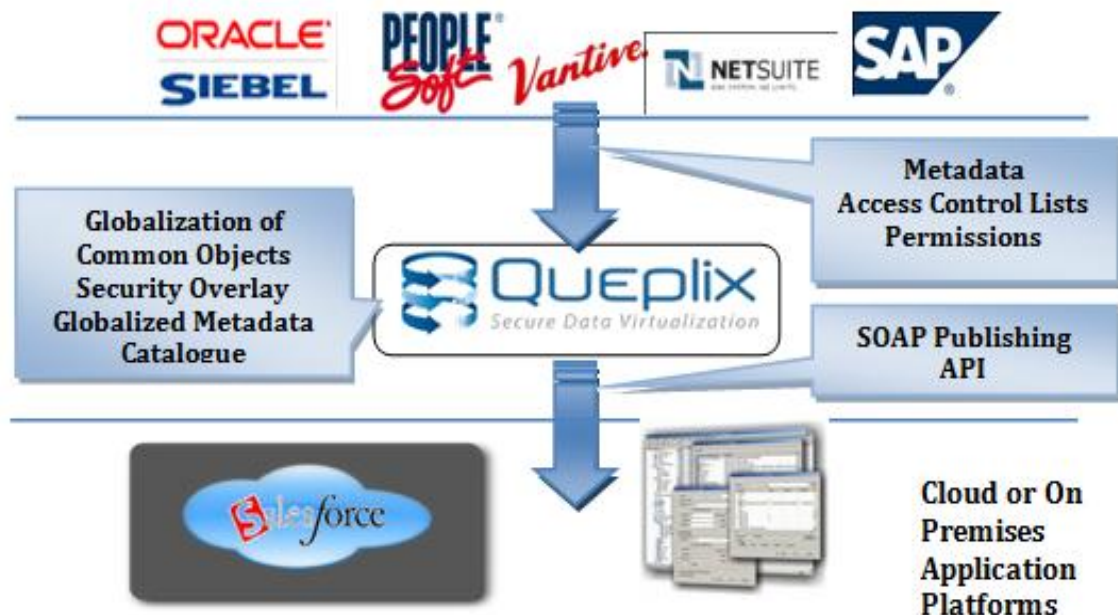 ORACLE
SIEBEL
PEOPLE®
Soft
Vantive.
N NETSUITE
SAP®
Metadata
Access Control Lists
Permissions
Globalization of
Common Objects
Security Overlay
Globalized Metadata
Catalogue
Queplix
Secure Data Virtualization
SOAP Publishing
API
Salesforce
Cloud or On
Premises
Application
Platforms